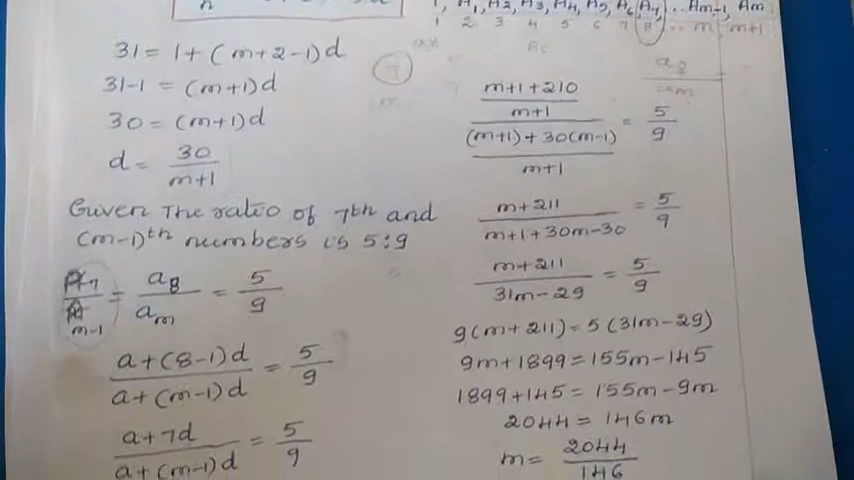 n
1, A1, A2, A3, A4, A5, A6, A7, .. Am-1, Am
1 2 3 4 5 6 7 8 m, m+1
31 = 1 + (m+2-1)d
31-1 = (m+1)d
30 = (m+1)d
d = 30/(m+1)
Given The ratio of 7th and
(m-1)th numbers is 5:9
A7/Am-1 = a8/am = 5/9
(a+(8-1)d)/(a+(m-1)d) = 5/9
(a+7d)/(a+(m-1)d) = 5/9
((m+1+210)/(m+1))/(((m+1)+30(m-1))/(m+1)) = 5/9
(m+211)/(m+1+30m-30) = 5/9
(m+211)/(31m-29) = 5/9
9(m+211) = 5(31m-29)
9m+1899 = 155m-145
1899+145 = 155m-9m
2044 = 146m
m = 2044/146